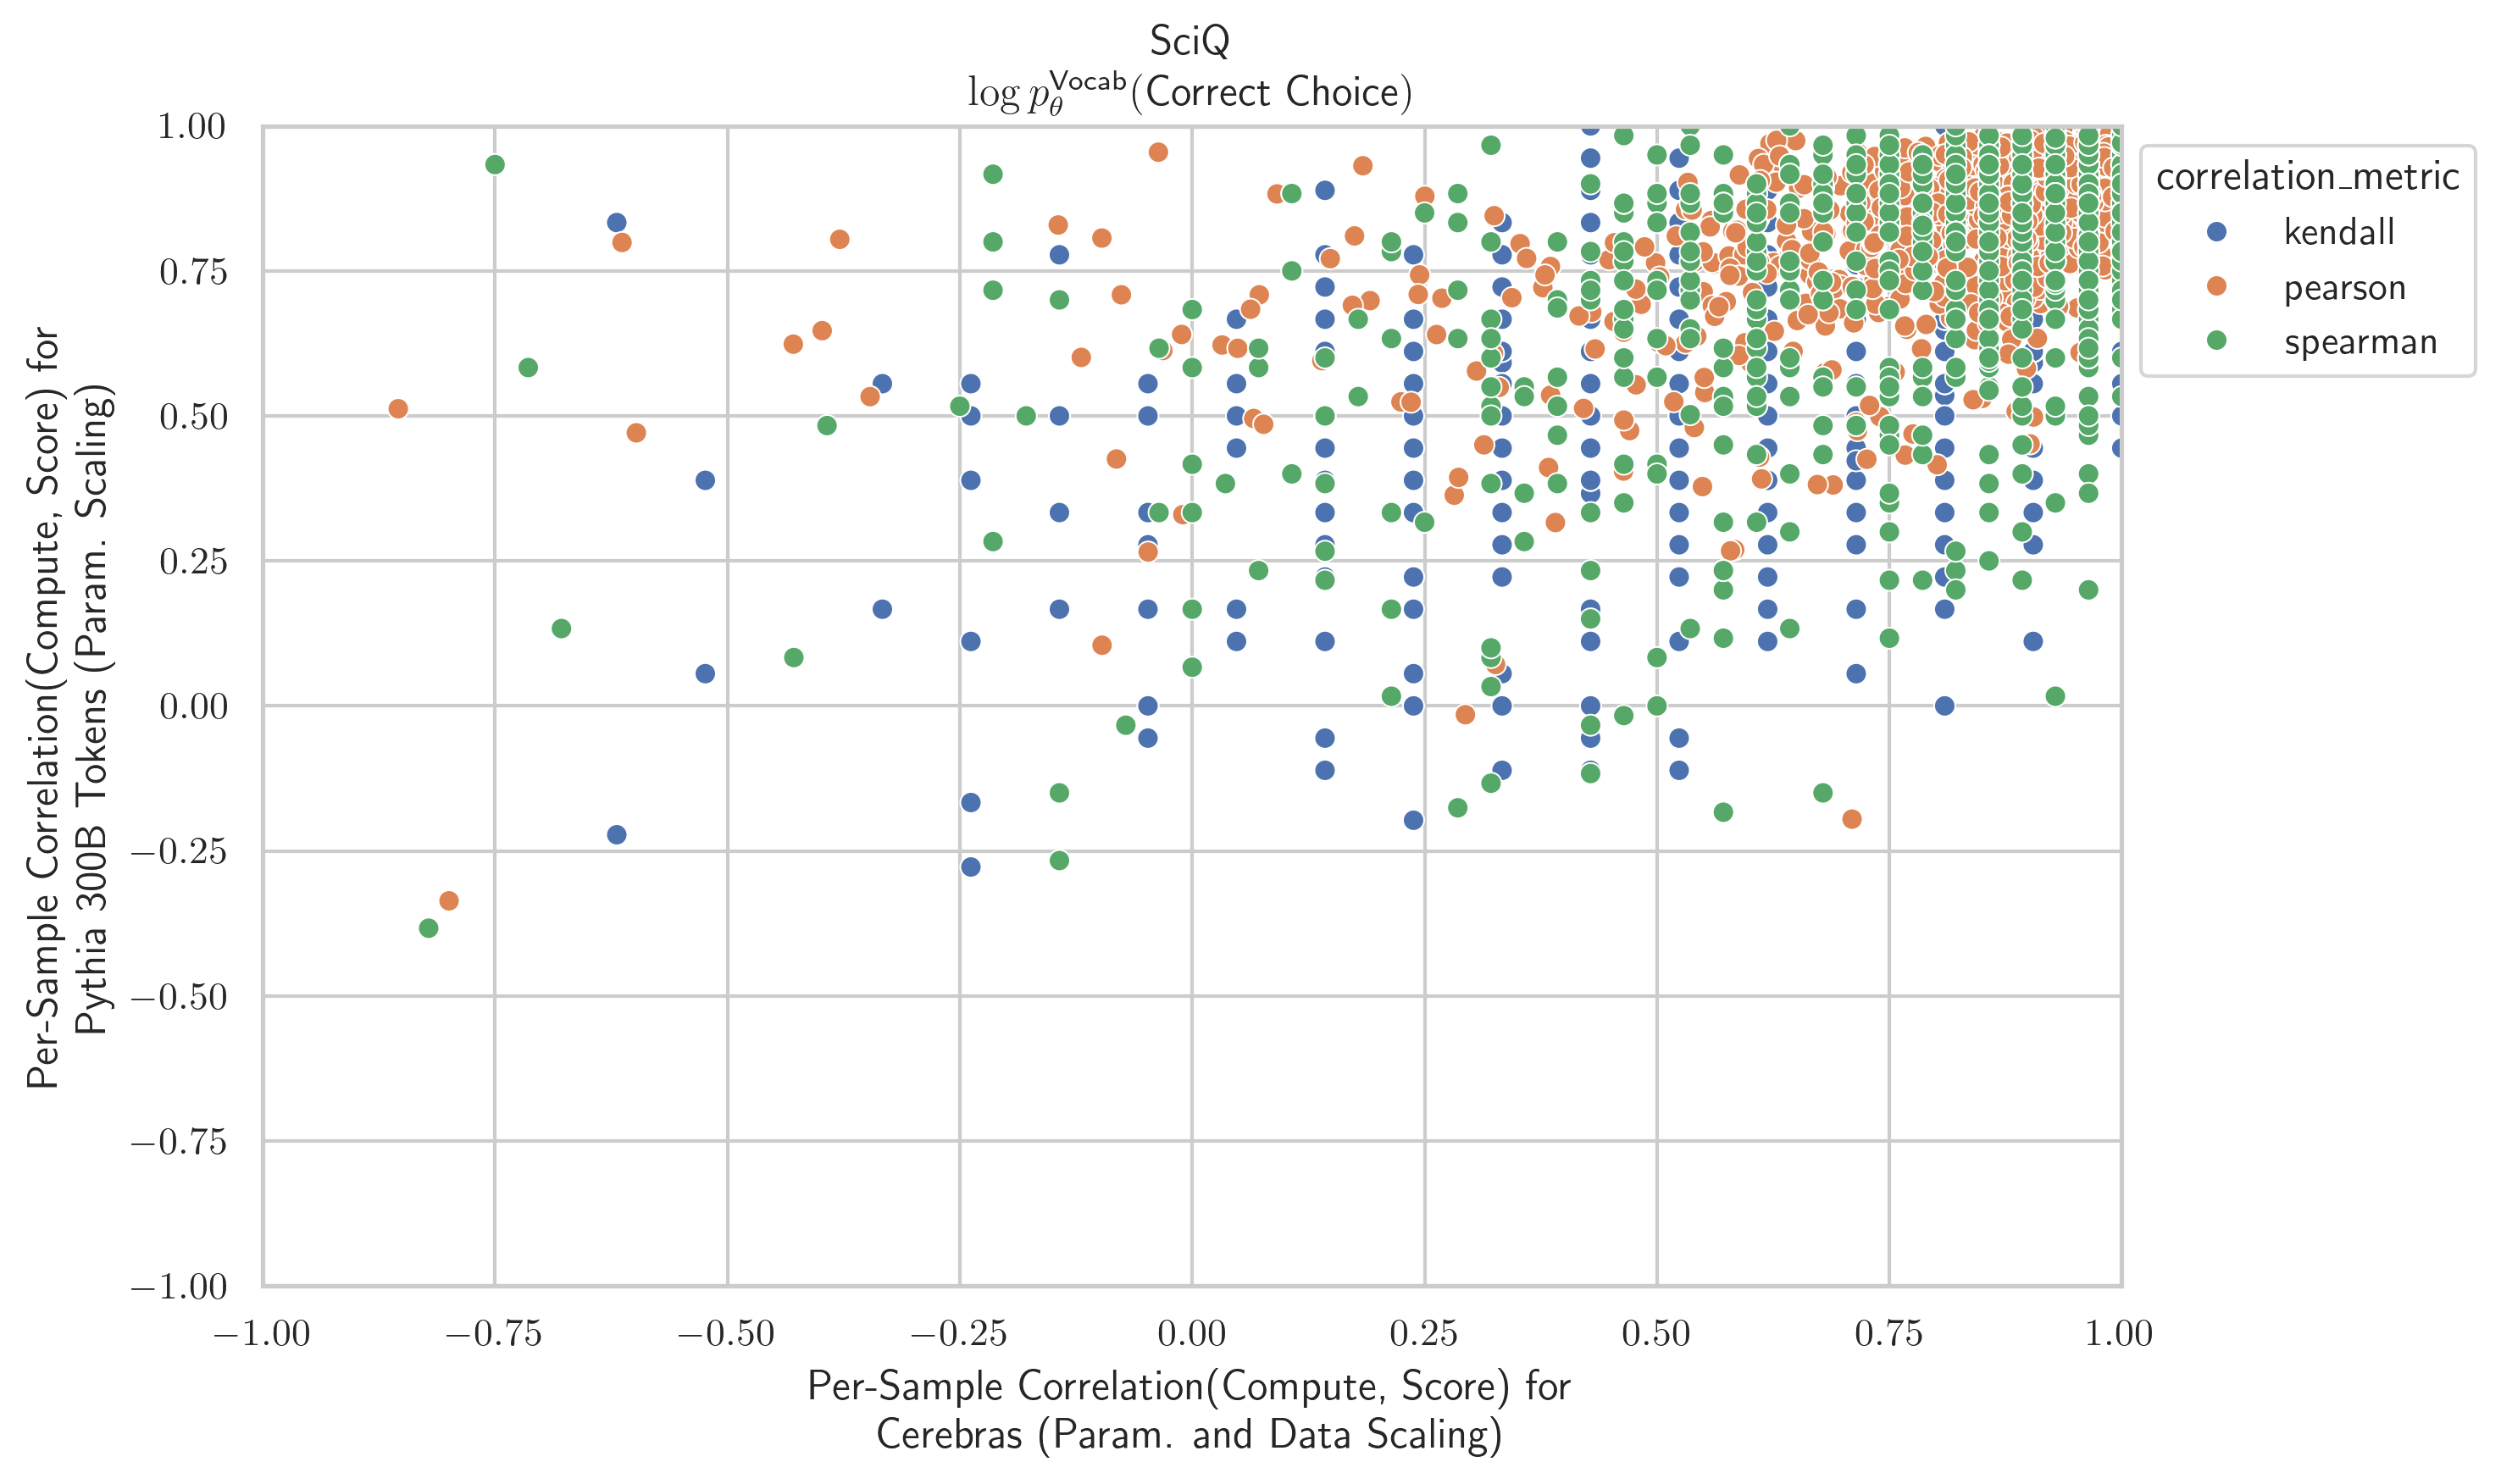 SciQ
log p_θ^Vocab(Correct Choice)
Per-Sample Correlation(Compute, Score) for
Pythia 300B Tokens (Param. Scaling)
1.00
0.75
0.50
0.25
0.00
−0.25
−0.50
−0.75
−1.00
−1.00 −0.75 −0.50 −0.25 0.00 0.25 0.50 0.75 1.00
Per-Sample Correlation(Compute, Score) for
Cerebras (Param. and Data Scaling)
correlation_metric
kendall
pearson
spearman